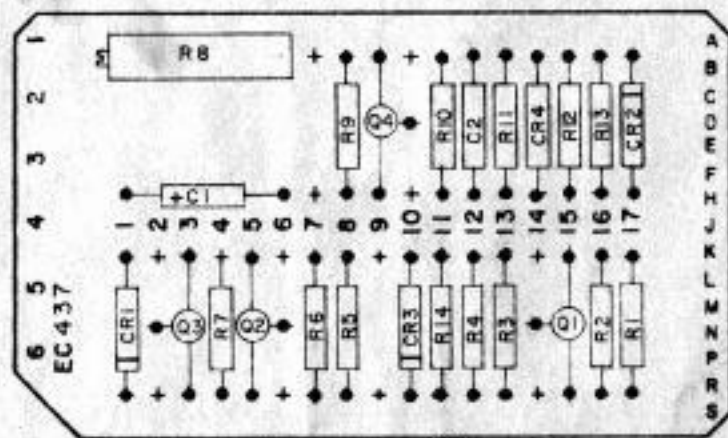 R8
R9
Q4
R10
C2
R11
CR4
R12
R13
CR2
+C1
1 2 3 4 5 6 7 8 9 10 11 12 13 14 15 16 17
CR1
Q3
R7
Q2
R6
R5
CR3
R14
R4
R3
Q1
R2
R1
1
2
3
4
5
6
EC437
A
B
C
D
E
F
H
J
K
L
M
N
P
R
S